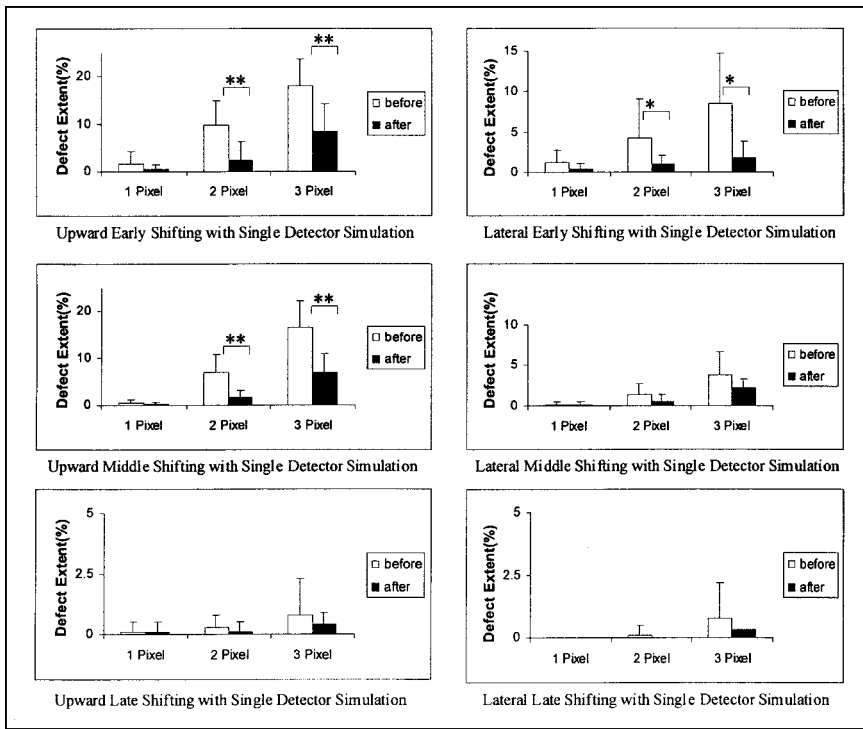 Defect Extent(%)
20
10
0
**
**
1 Pixel 2 Pixel 3 Pixel
before
after
Upward Early Shifting with Single Detector Simulation
Defect Extent(%)
15
10
5
0
*
*
1 Pixel 2 Pixel 3 Pixel
before
after
Lateral Early Shifting with Single Detector Simulation
Defect Extent(%)
20
10
0
**
**
1 Pixel 2 Pixel 3 Pixel
before
after
Upward Middle Shifting with Single Detector Simulation
Defect Extent(%)
10
5
0
1 Pixel 2 Pixel 3 Pixel
before
after
Lateral Middle Shifting with Single Detector Simulation
Defect Extent(%)
5
2.5
0
1 Pixel 2 Pixel 3 Pixel
before
after
Upward Late Shifting with Single Detector Simulation
Defect Extent(%)
5
2.5
0
1 Pixel 2 Pixel 3 Pixel
before
after
Lateral Late Shifting with Single Detector Simulation